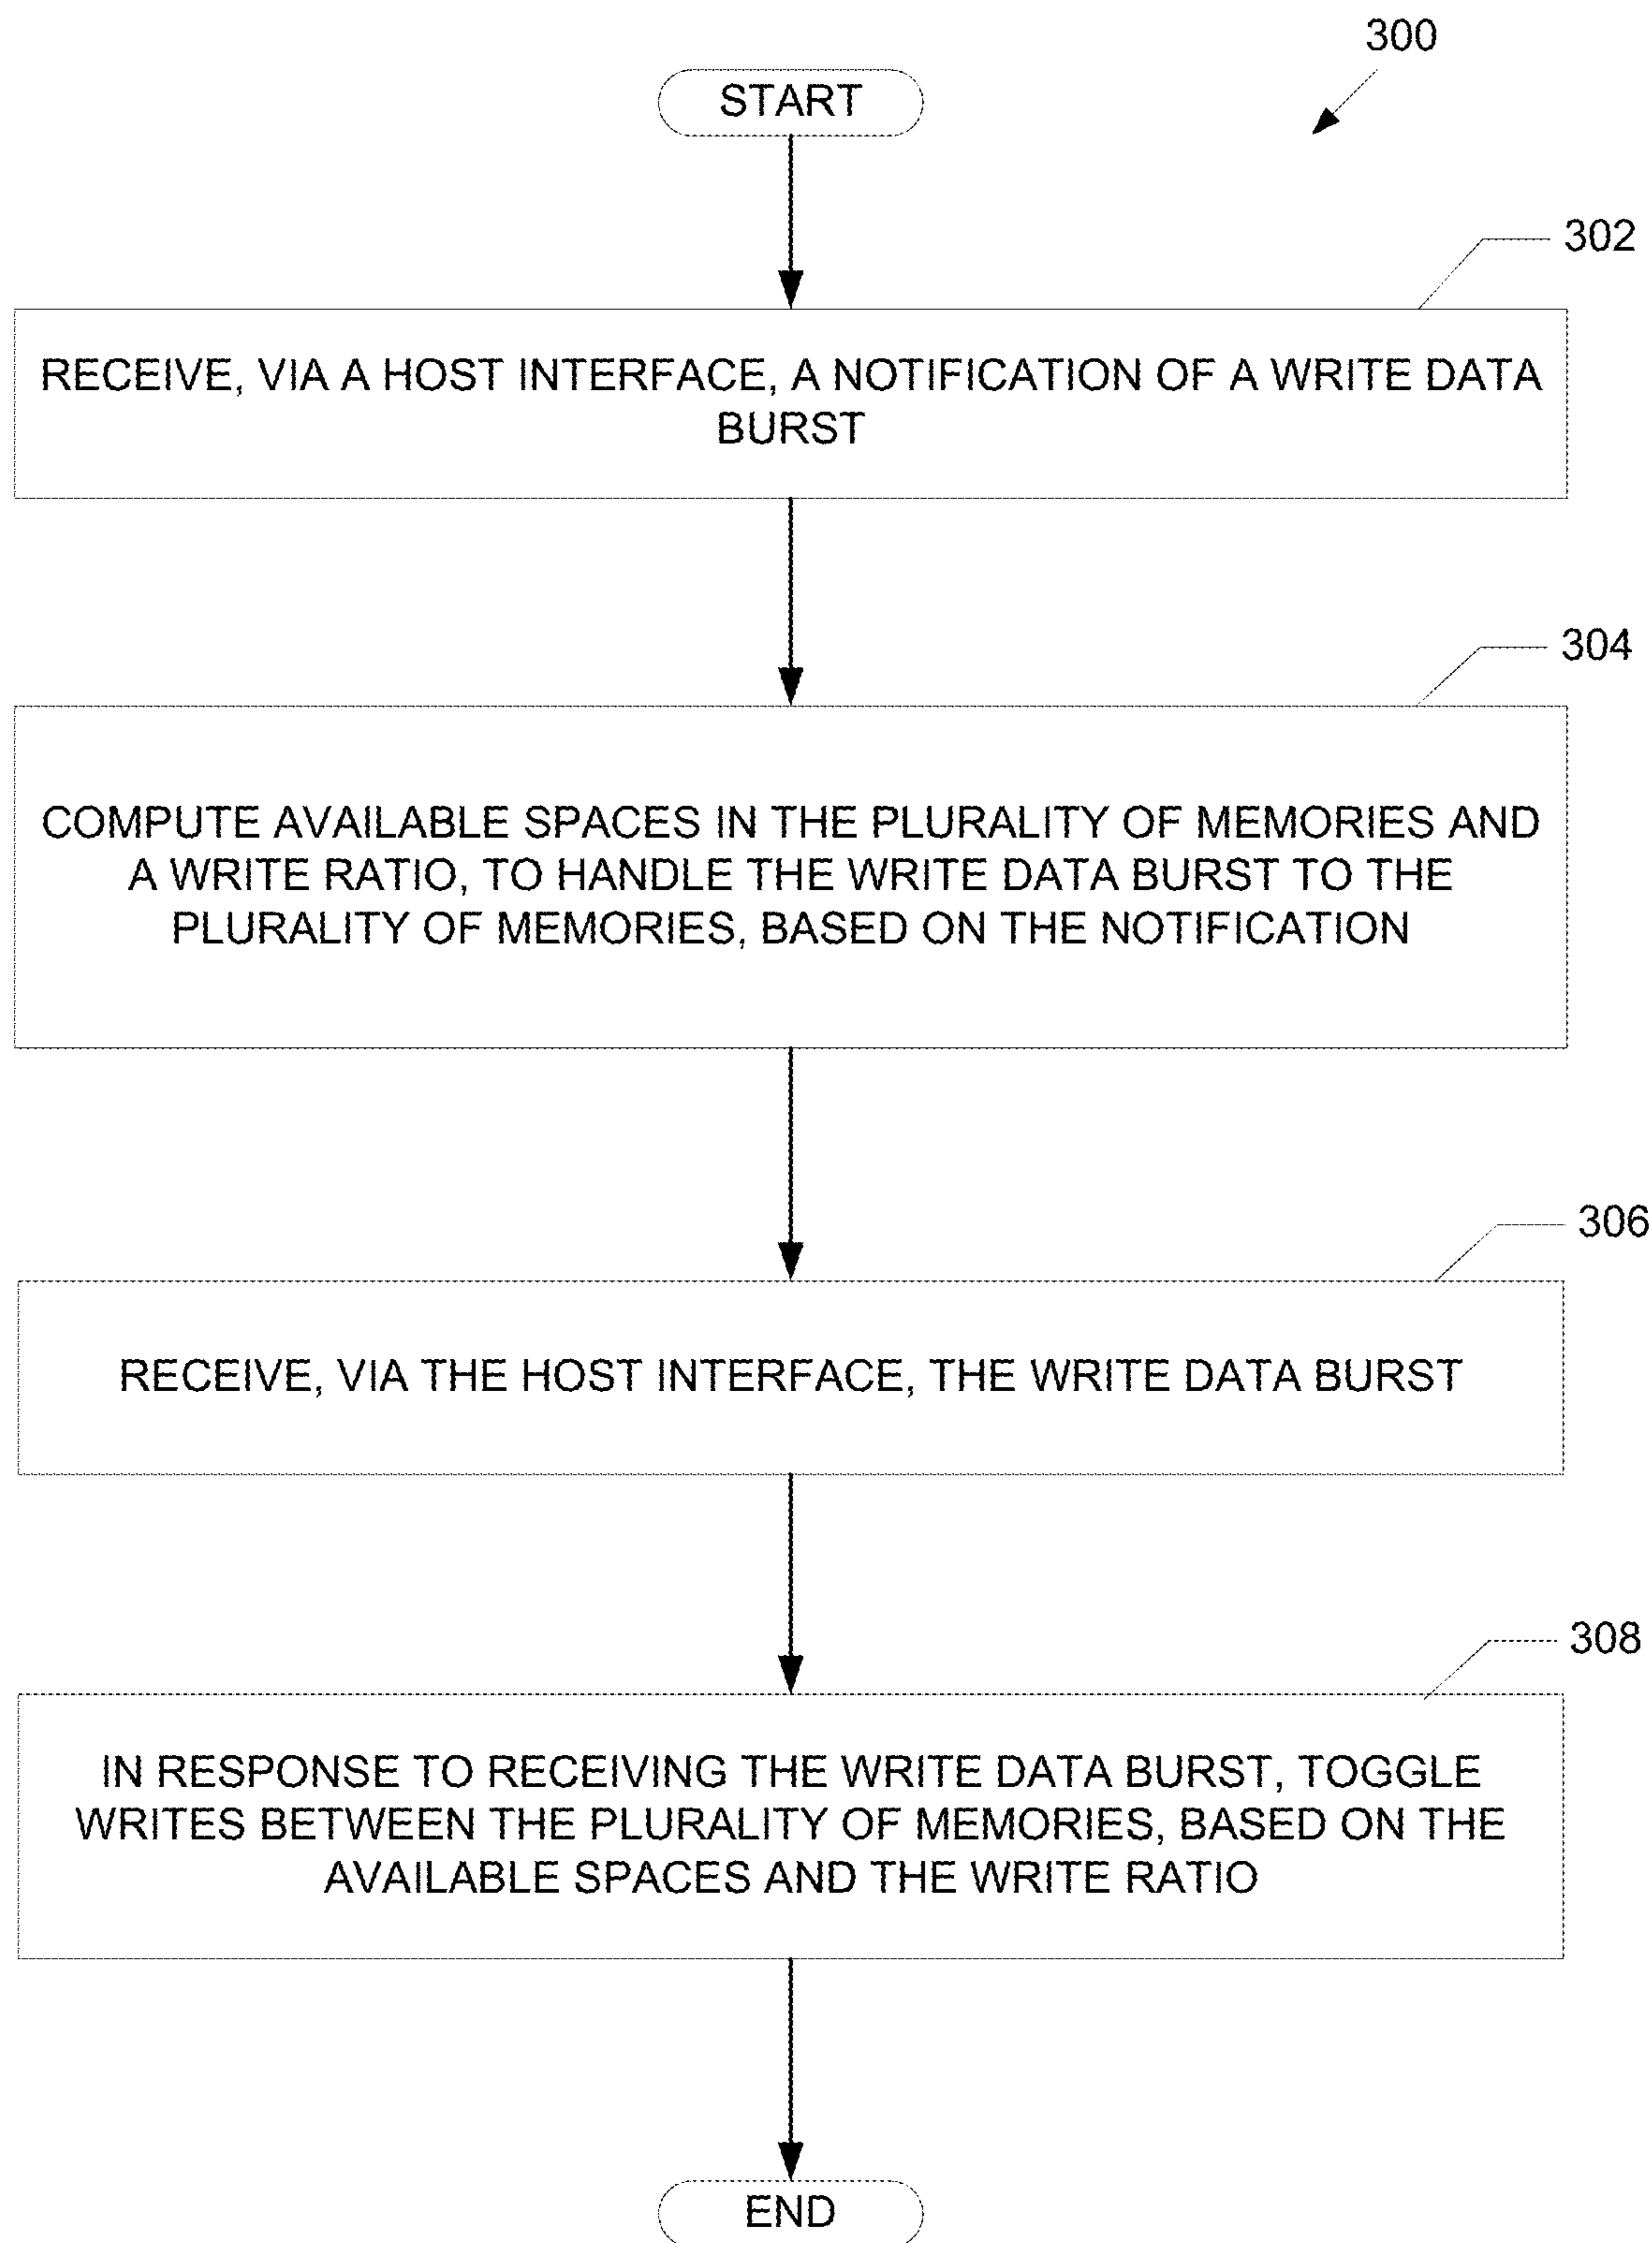 300
START
302
RECEIVE, VIA A HOST INTERFACE, A NOTIFICATION OF A WRITE DATA
BURST
304
COMPUTE AVAILABLE SPACES IN THE PLURALITY OF MEMORIES AND
A WRITE RATIO, TO HANDLE THE WRITE DATA BURST TO THE
PLURALITY OF MEMORIES, BASED ON THE NOTIFICATION
306
RECEIVE, VIA THE HOST INTERFACE, THE WRITE DATA BURST
308
IN RESPONSE TO RECEIVING THE WRITE DATA BURST, TOGGLE
WRITES BETWEEN THE PLURALITY OF MEMORIES, BASED ON THE
AVAILABLE SPACES AND THE WRITE RATIO
END